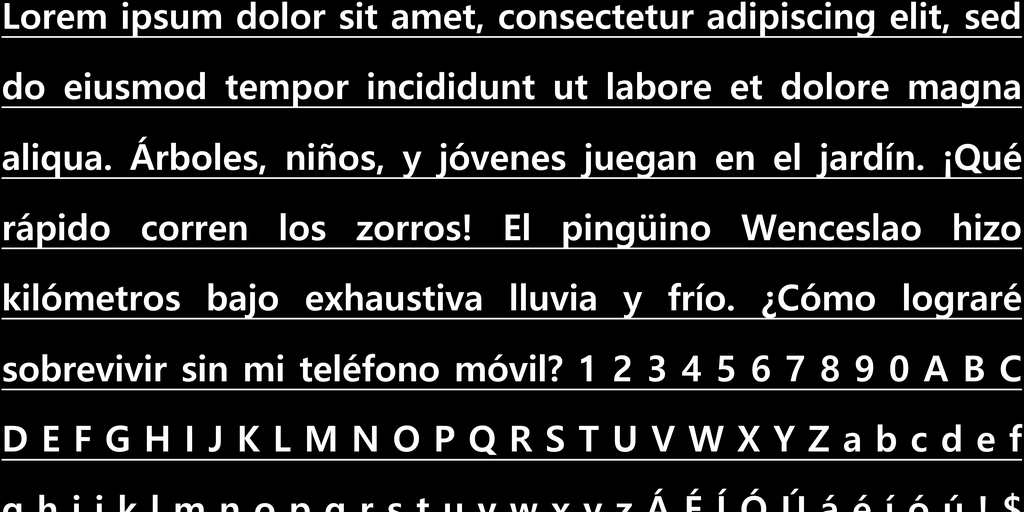 Lorem ipsum dolor sit amet, consectetur adipiscing elit, sed
do eiusmod tempor incididunt ut labore et dolore magna
aliqua. Árboles, niños, y jóvenes juegan en el jardín. ¡Qué
rápido corren los zorros! El pingüino Wenceslao hizo
kilómetros bajo exhaustiva lluvia y frío. ¿Cómo lograré
sobrevivir sin mi teléfono móvil? 1 2 3 4 5 6 7 8 9 0 A B C
D E F G H I J K L M N O P Q R S T U V W X Y Z a b c d e f
g h i j k l m n o p q r s t u v w x y z Á É Í Ó Ú á é í ó ú ! $